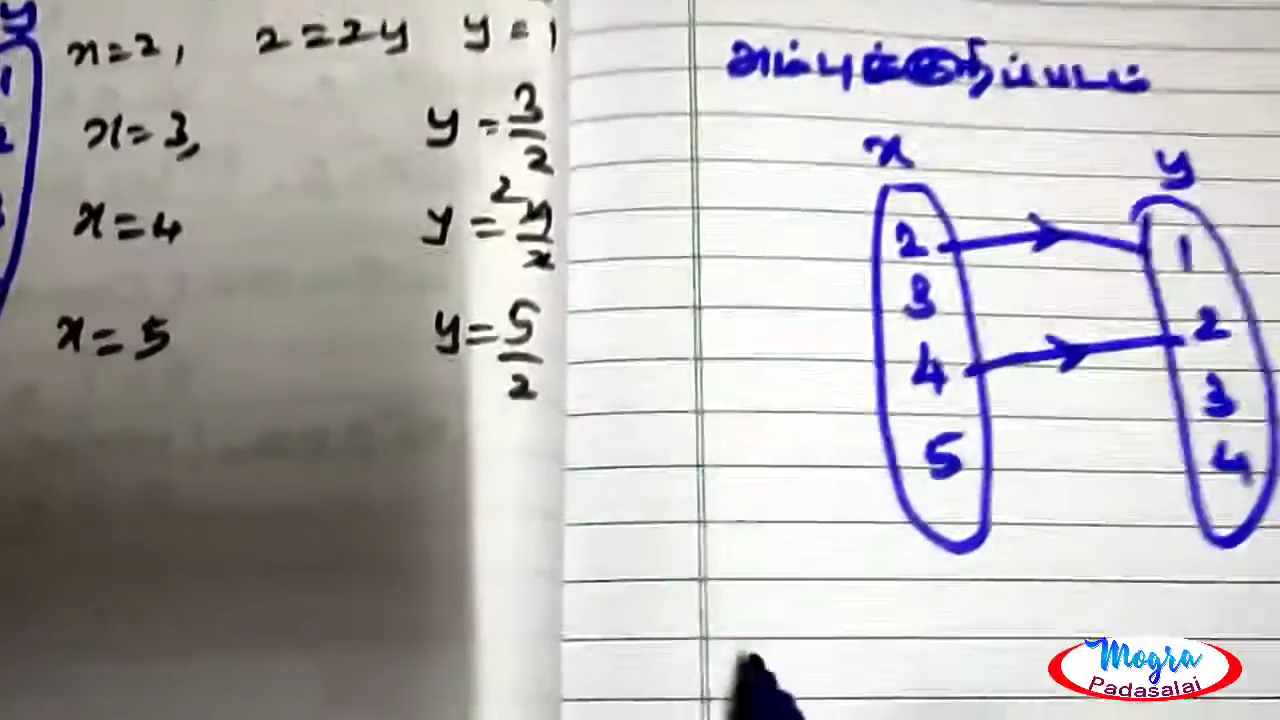 y
1
2
x=2, 2=2y y=1
x=3, y=3/2
x=4 y=
x=5 y=5/2
அம்புக்குறிப்படம்
x y
2 1
3 2
4 3
5 4
Mogra
Padasalai